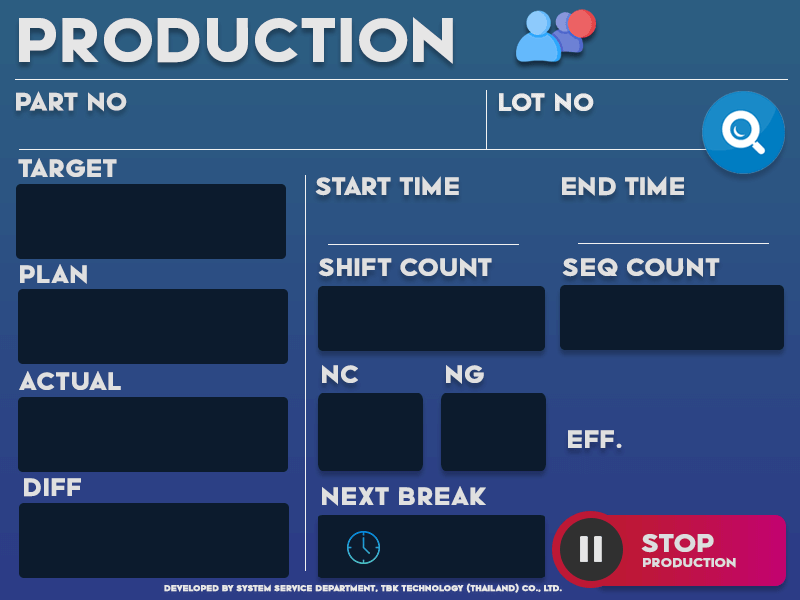 PRODUCTION
PART NO
LOT NO
TARGET
START TIME
END TIME
PLAN
SHIFT COUNT
SEQ COUNT
ACTUAL
NC
NG
EFF.
DIFF
NEXT BREAK
STOP
PRODUCTION
DEVELOPED BY SYSTEM SERVICE DEPARTMENT, TBK TECHNOLOGY (THAILAND) CO., LTD.